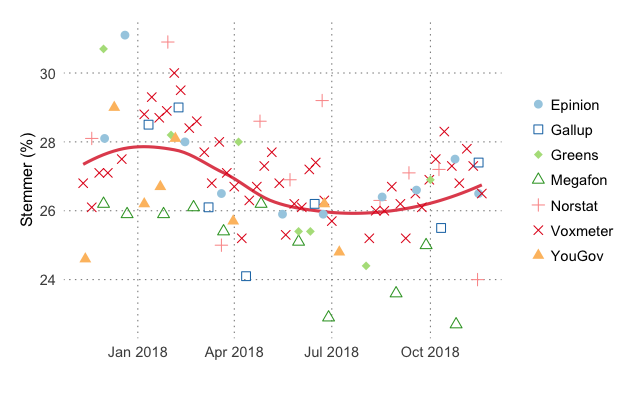 Stemmer (%)
30
28
26
24
Jan 2018
Apr 2018
Jul 2018
Oct 2018
Epinion
Gallup
Greens
Megafon
Norstat
Voxmeter
YouGov